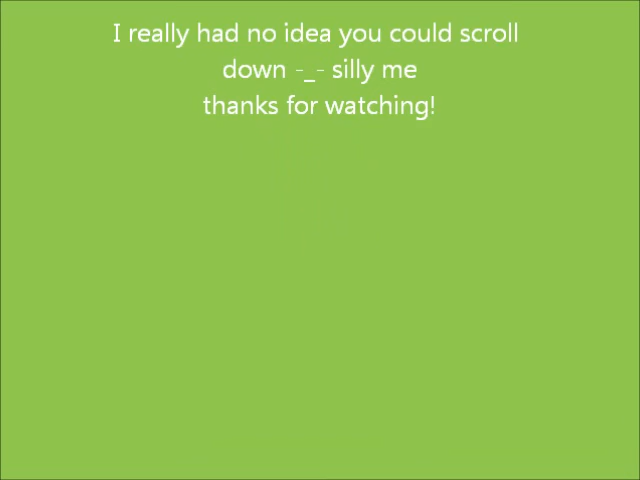 I really had no idea you could scroll
down -_- silly me
thanks for watching!